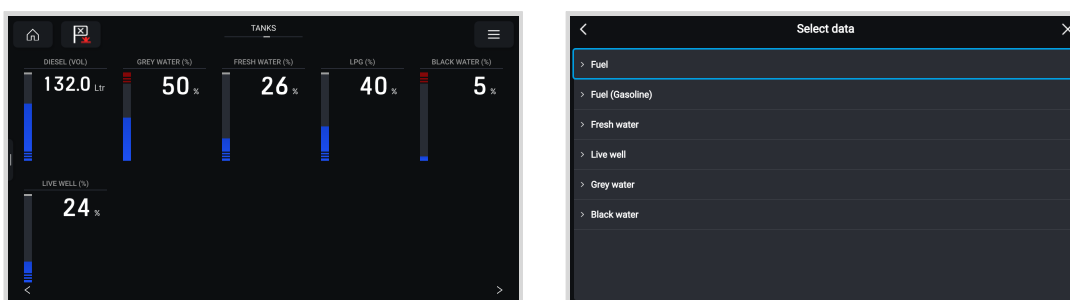 TANKS
DIESEL (VOL)
132.0 Ltr
GREY WATER (%)
50 %
FRESH WATER (%)
26 %
LPG (%)
40 %
BLACK WATER (%)
5 %
LIVE WELL (%)
24 %
Select data
Fuel
Fuel (Gasoline)
Fresh water
Live well
Grey water
Black water